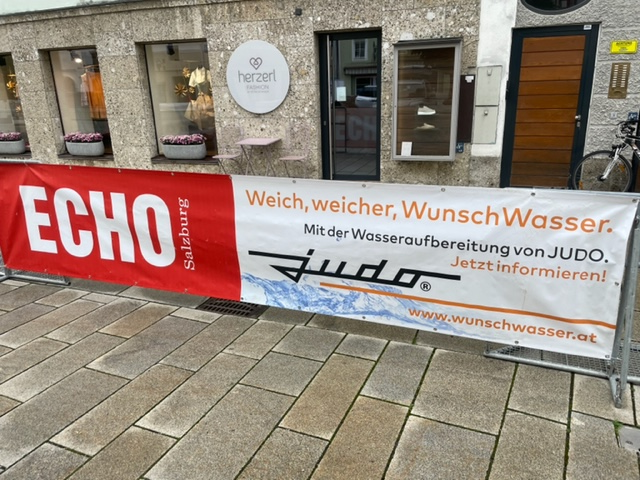 herzerl
FASHION
ECHO
Salzburg
Weich, weicher, WunschWasser.
Mit der Wasseraufbereitung von JUDO.
Jetzt informieren!
judo®
www.wunschwasser.at